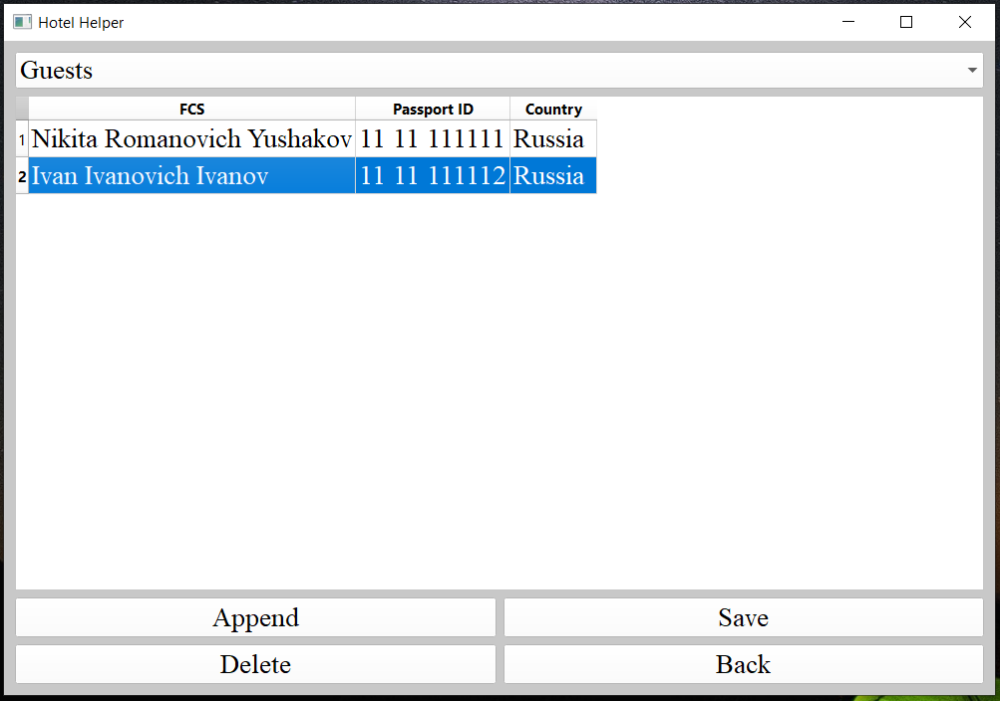 Hotel Helper
Guests
FCS Passport ID Country
1 Nikita Romanovich Yushakov 11 11 111111 Russia
2 Ivan Ivanovich Ivanov 11 11 111112 Russia
Append Save
Delete Back